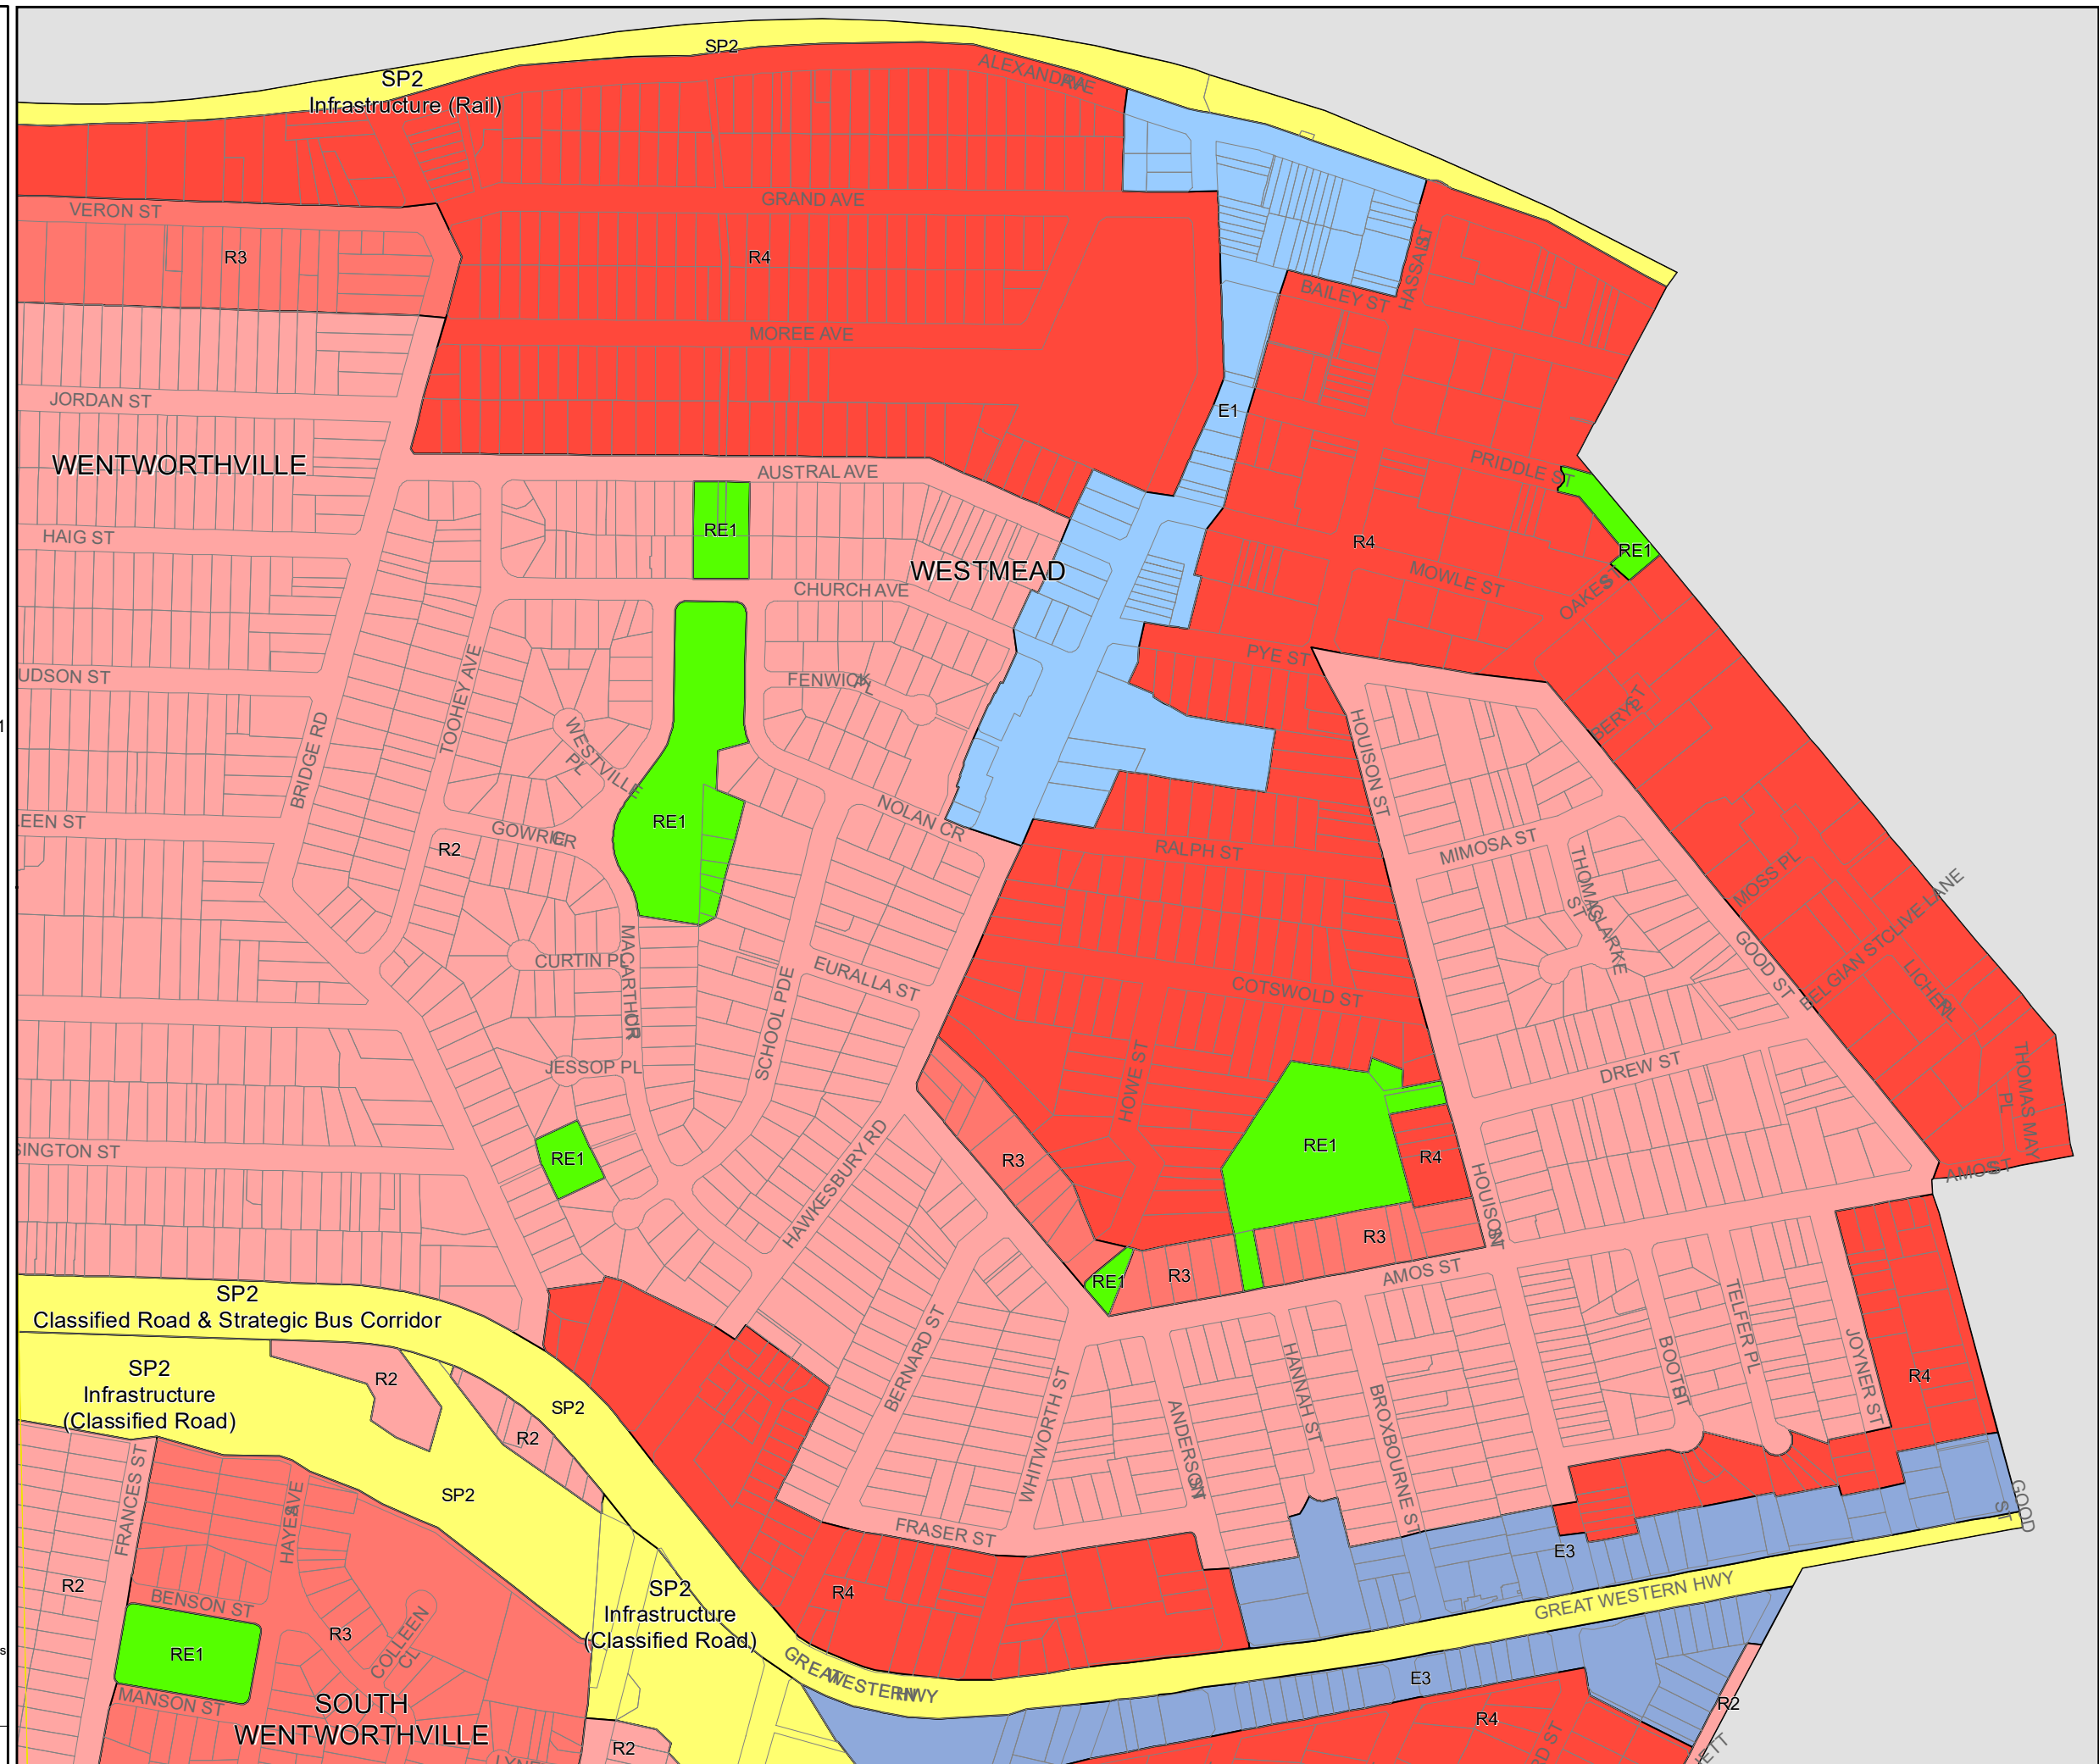 SP2
SP2
Infrastructure (Rail)
ALEXANDRA AVE
GRAND AVE
VERON ST
R3
R4
HASSALL ST
BAILEY ST
MOREE AVE
JORDAN ST
E1
WENTWORTHVILLE
AUSTRAL AVE
PRIDDLE ST
RE1
HAIG ST
R4
RE1
WESTMEAD
MOWLE ST
CHURCH AVE
OAKES ST
PYE ST
UDSON ST
FENWICK PL
TOOHEY AVE
BERYL ST
HOUISON ST
WESTVILLE PL
BRIDGE RD
RE1
NOLAN CR
EEN ST
GOWRIE CR
R2
RALPH ST
MIMOSA ST
MOSS PL
THOMAS CLARKE ST
CLIVE LANE
BELGIAN ST
GOOD ST
CURTIN PL
MACARTHUR CR
EURALLA ST
SCHOOL PDE
COTSWOLD ST
LICHEN PL
JESSOP PL
DREW ST
HOWE ST
THOMAS MAY PL
INGTON ST
RE1
HAWKESBURY RD
R3
RE1
R4
AMOS ST
HOUISON ST
R3
RE1
R3
AMOS ST
SP2
Classified Road & Strategic Bus Corridor
SP2
Infrastructure
(Classified Road)
R2
SP2
R2
BERNARD ST
WHITWORTH ST
ANDERSON ST
HANNAH ST
BROXBOURNE ST
BOOTH ST
TELFER PL
JOYNER ST
R4
FRANCES ST
HAYES AVE
SP2
FRASER ST
GOOD ST
E3
R2
BENSON ST
R3
COLLEEN CL
RE1
MANSON ST
SP2
Infrastructure
(Classified Road)
R4
GREAT WESTERN HWY
GREAT WESTERN HWY
E3
R4
R2
SOUTH
WENTWORTHVILLE
R2